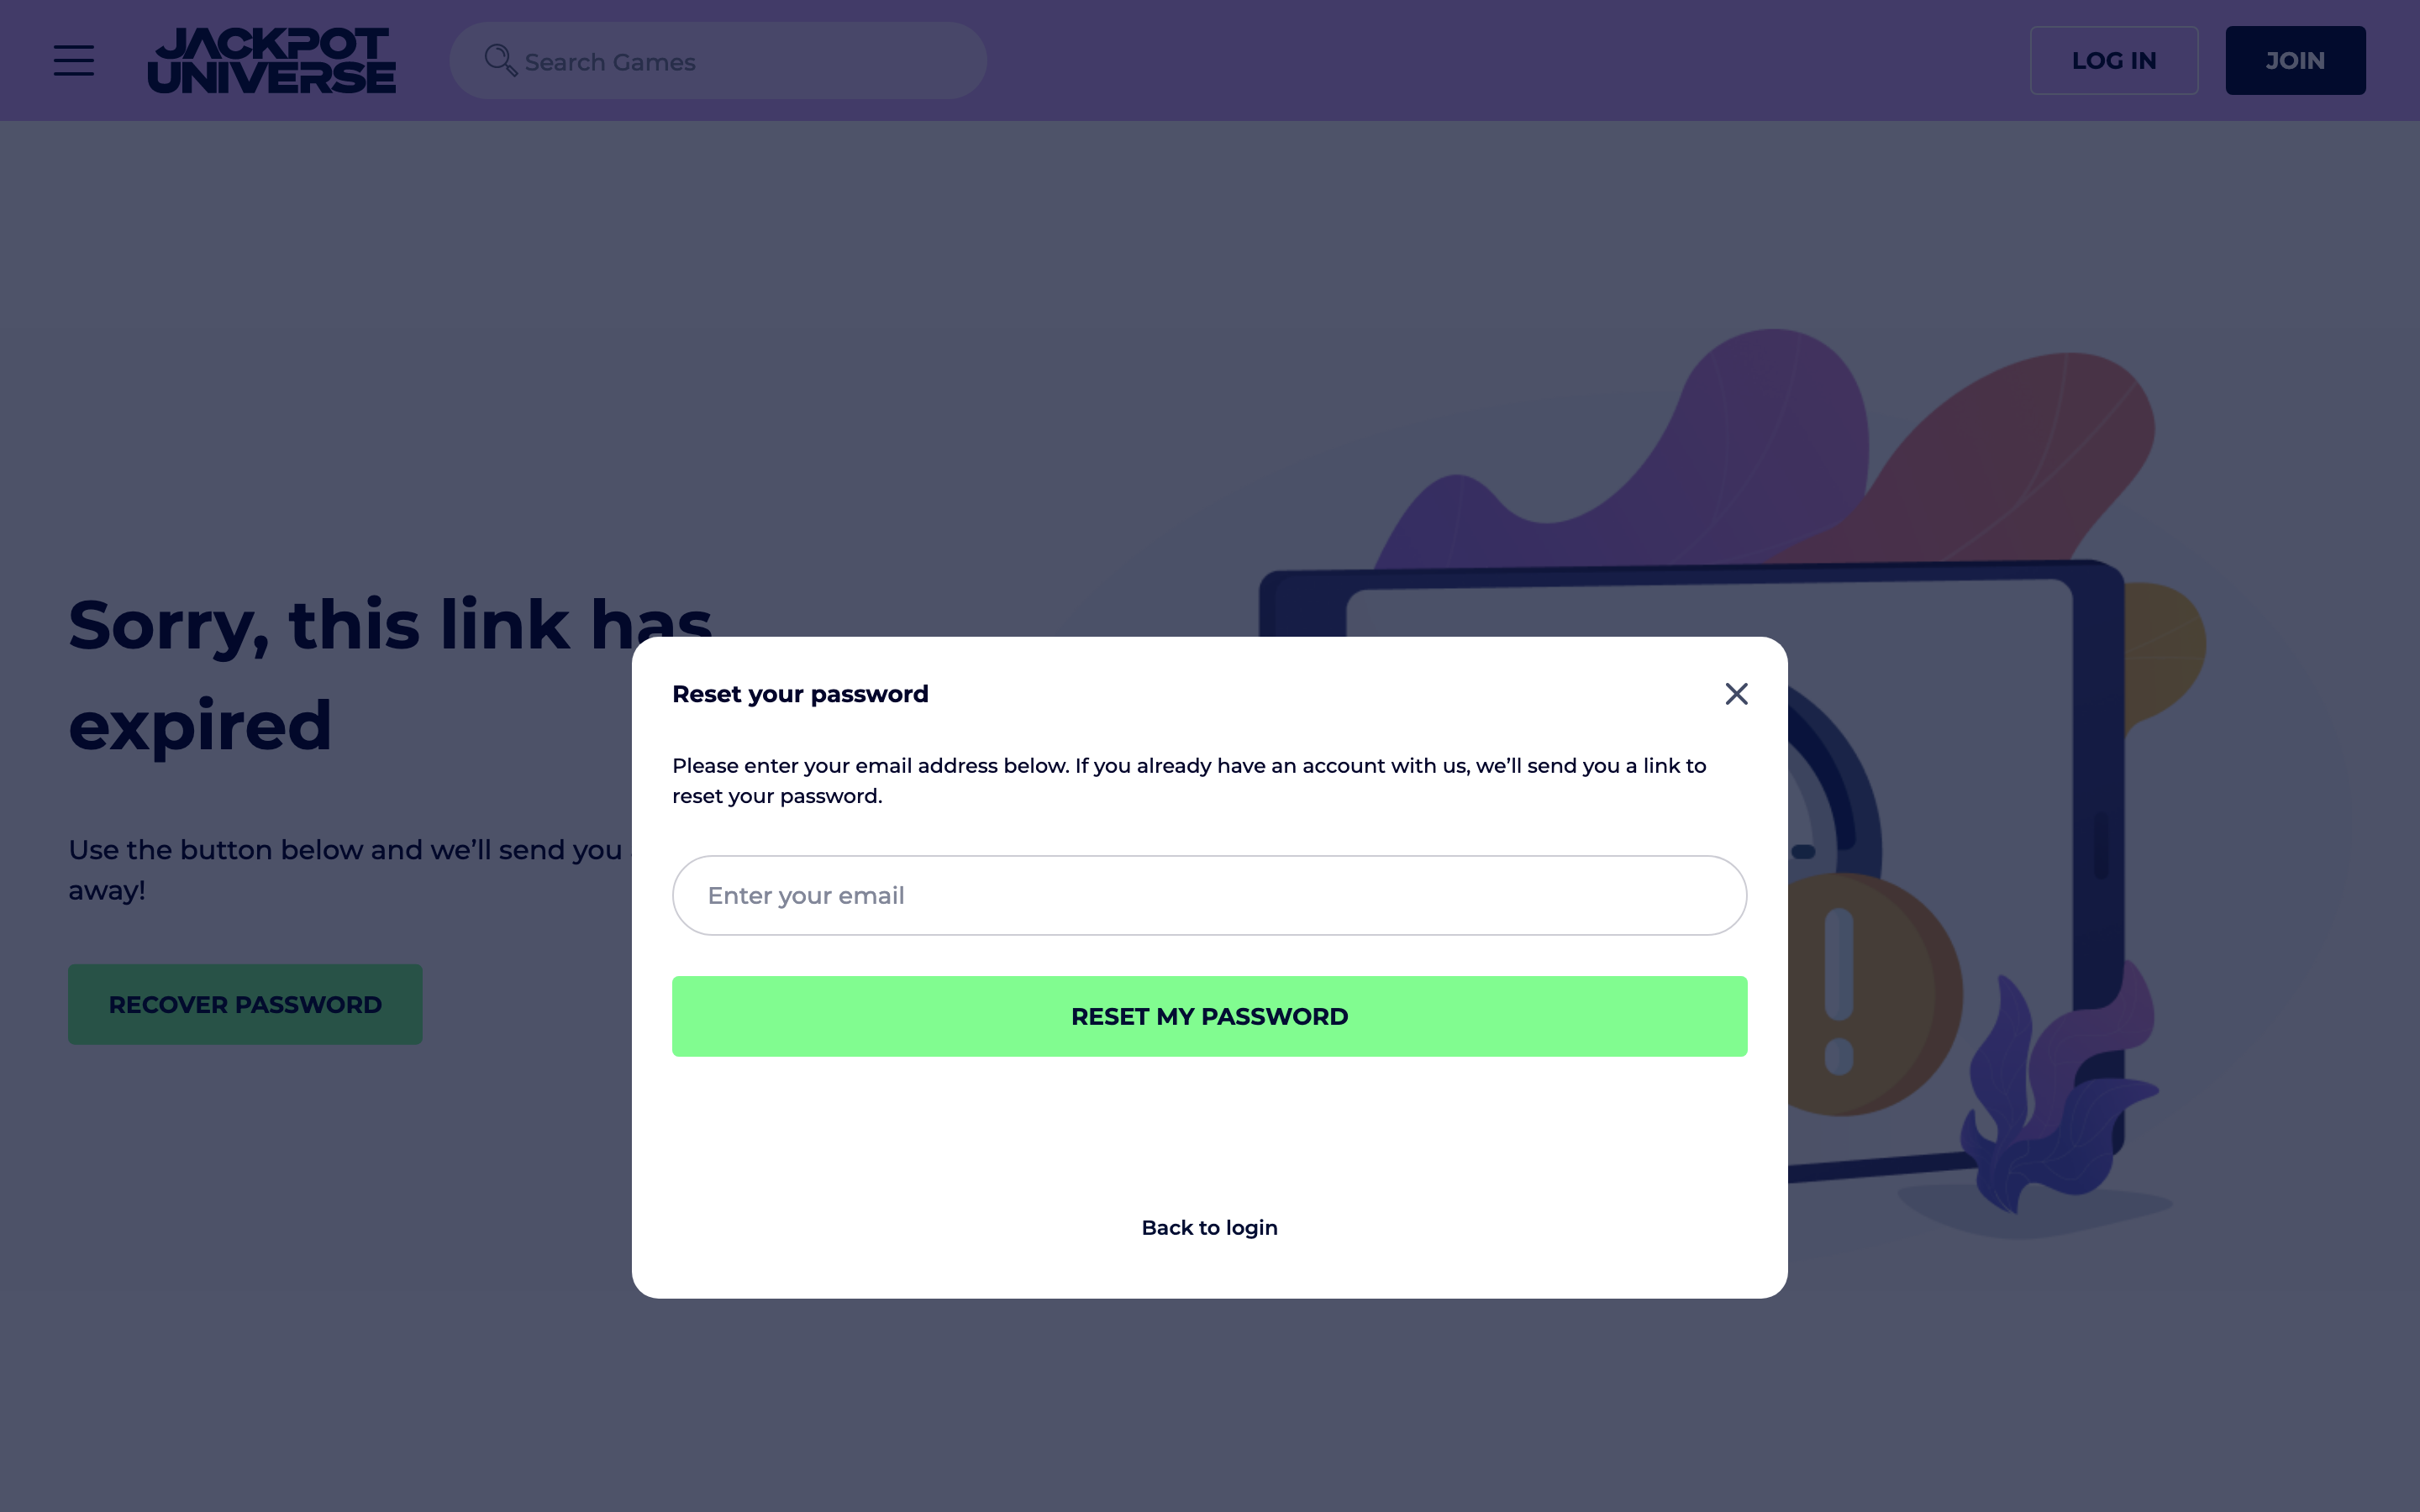 JACKPOT
UNIVERSE
Search Games
LOG IN
JOIN
Sorry, this link has
expired
Use the button below and we’ll send you
away!
RECOVER PASSWORD
Reset your password
Please enter your email address below. If you already have an account with us, we’ll send you a link to
reset your password.
Enter your email
RESET MY PASSWORD
Back to login